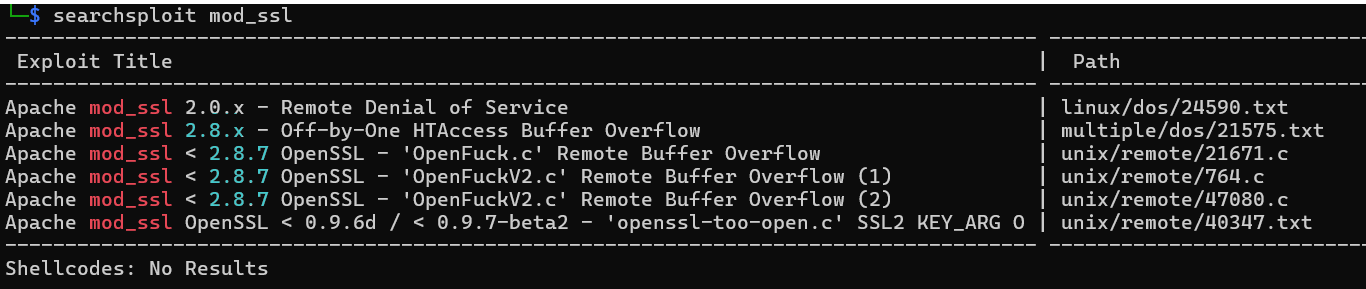 └─$ searchsploit mod_ssl
---------------------------------------------------------------------------------------- ---------------------------
Exploit Title | Path
---------------------------------------------------------------------------------------- ---------------------------
Apache mod_ssl 2.0.x - Remote Denial of Service | linux/dos/24590.txt
Apache mod_ssl 2.8.x - Off-by-One HTAccess Buffer Overflow | multiple/dos/21575.txt
Apache mod_ssl < 2.8.7 OpenSSL - 'OpenFuck.c' Remote Buffer Overflow | unix/remote/21671.c
Apache mod_ssl < 2.8.7 OpenSSL - 'OpenFuckV2.c' Remote Buffer Overflow (1) | unix/remote/764.c
Apache mod_ssl < 2.8.7 OpenSSL - 'OpenFuckV2.c' Remote Buffer Overflow (2) | unix/remote/47080.c
Apache mod_ssl OpenSSL < 0.9.6d / < 0.9.7-beta2 - 'openssl-too-open.c' SSL2 KEY_ARG O | unix/remote/40347.txt
---------------------------------------------------------------------------------------- ---------------------------
Shellcodes: No Results